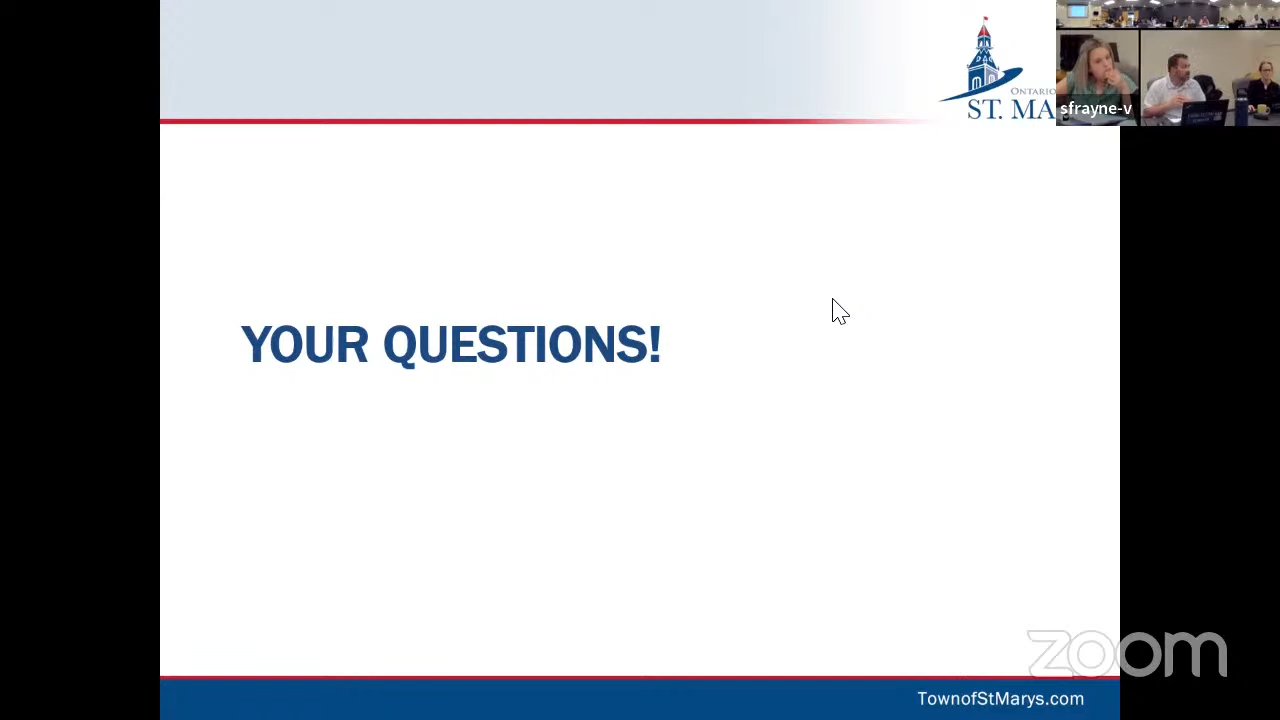 ONTARIO
ST. MA
sfrayne-v
YOUR QUESTIONS!
zoom
TownofStMarys.com